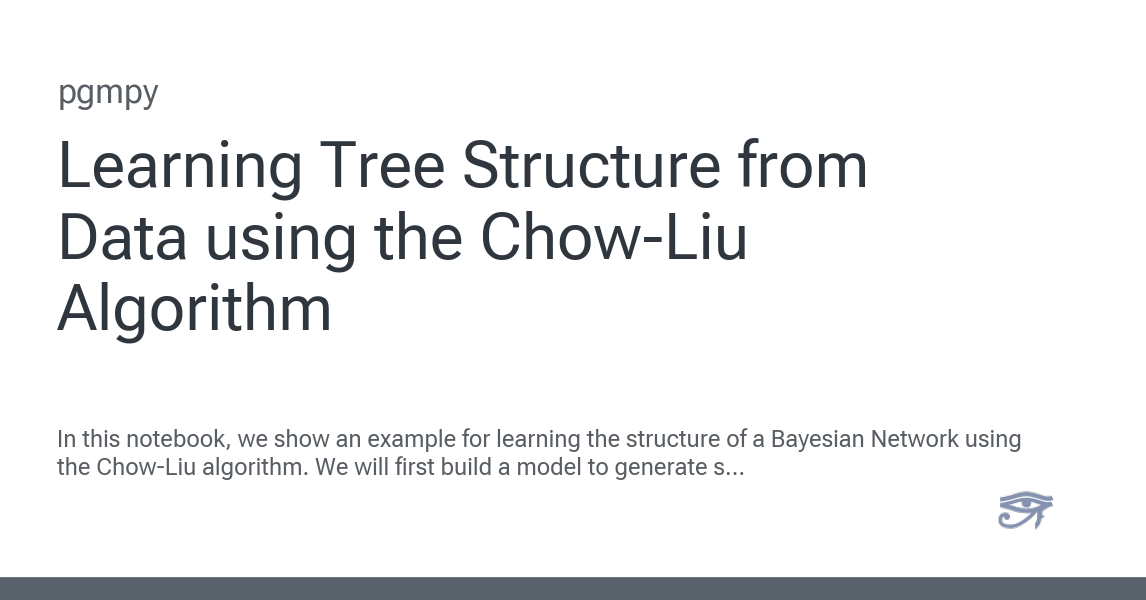 pgmpy
Learning Tree Structure from
Data using the Chow-Liu
Algorithm
In this notebook, we show an example for learning the structure of a Bayesian Network using
the Chow-Liu algorithm. We will first build a model to generate s...